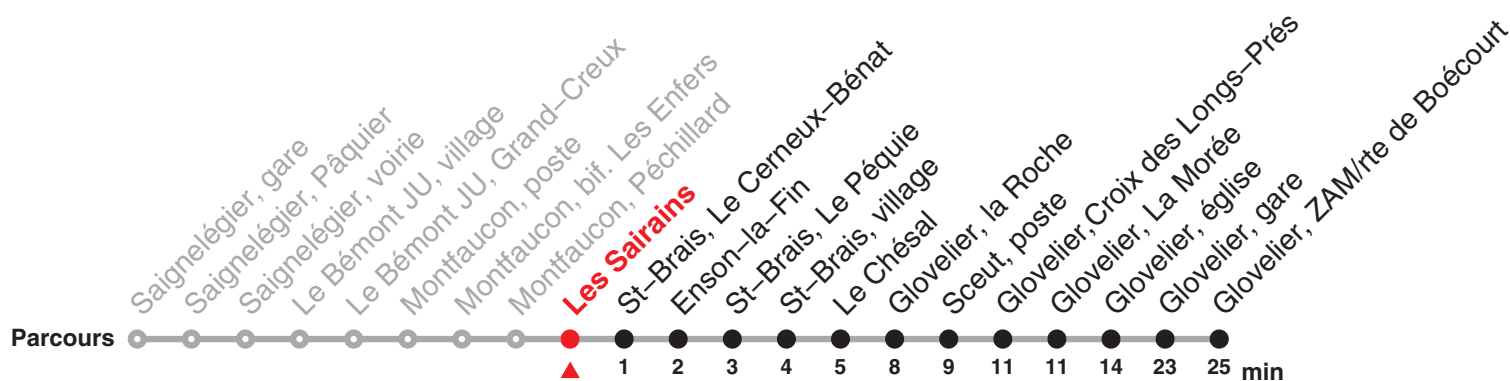 Saignelégier, gare
Saignelégier, Pâquier
Saignelégier, voirie
Le Bémont JU, village
Le Bémont JU, Grand–Creux
Montfaucon, poste
Montfaucon, bif. Les Enfers
Montfaucon, Péchillard
Les Sairains
St–Brais, Le Cerneux–Bénat
Enson–la–Fin
St–Brais, Le Péquie
St–Brais, village
Le Chésal
Glovelier, la Roche
Sceut, poste
Glovelier,Croix des Longs–Prés
Glovelier, La Morée
Glovelier, église
Glovelier, gare
Glovelier, ZAM/rte de Boécourt
Parcours
1 2 3 4 5 8 9 11 11 14 23 25 min